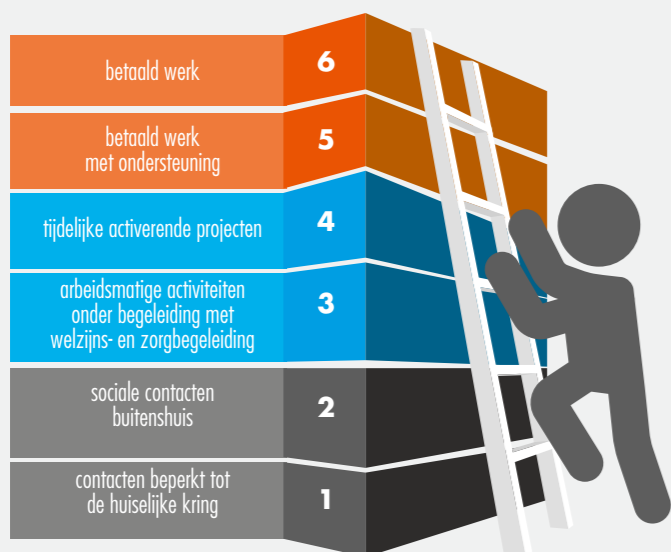 betaald werk
6
betaald werk
met ondersteuning
5
tijdelijke activerende projecten
4
arbeidsmatige activiteiten
onder begeleiding met
welzijns- en zorgbegeleiding
3
sociale contacten
buitenshuis
2
contacten beperkt tot
de huiselijke kring
1